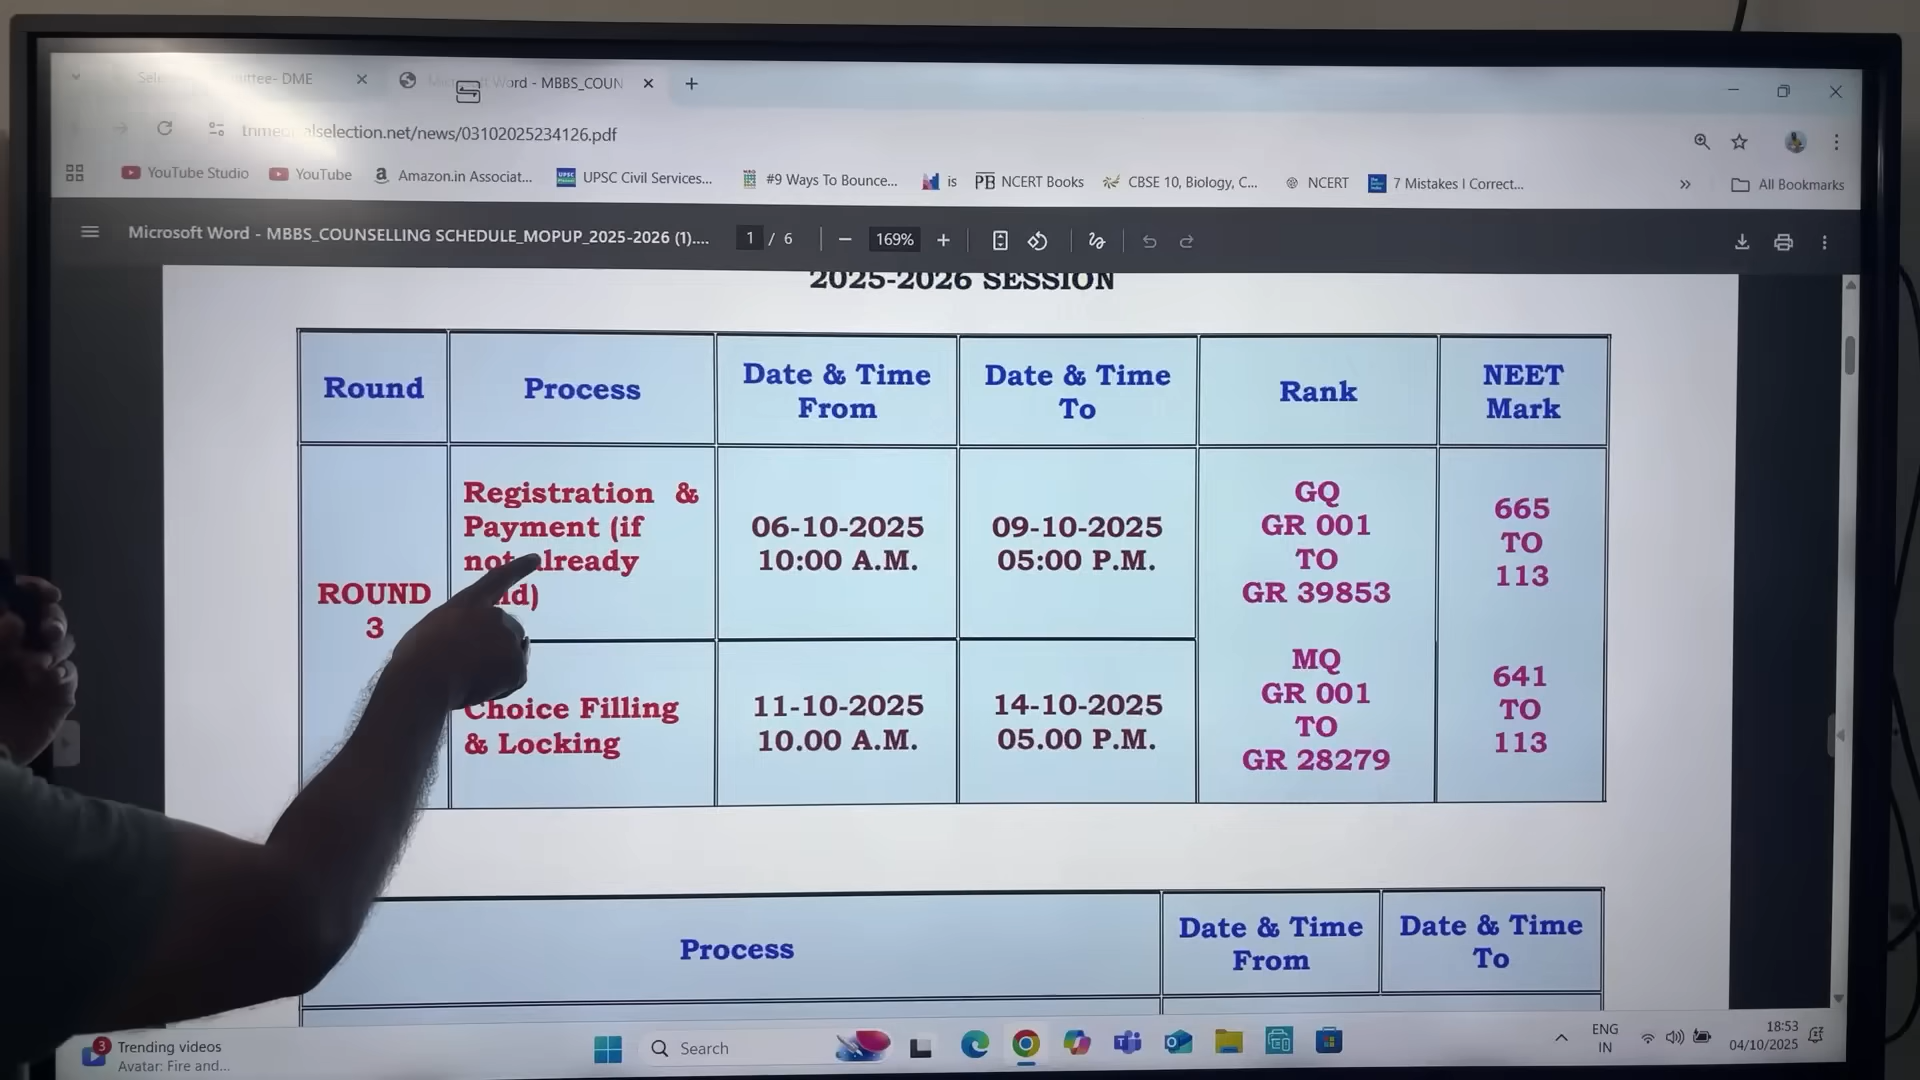 ttee- DME
ord - MBBS_COUN
alselection.net/news/03102025234126.pdf
YouTube Studio
YouTube
Amazon.in Associat...
UPSC Civil Services...
#9 Ways To Bounce...
is
NCERT Books
CBSE 10, Biology, C...
NCERT
7 Mistakes I Correct...
All Bookmarks
Microsoft Word - MBBS_COUNSELLING SCHEDULE_MOPUP_2025-2026 (1)....
1 / 6
169%
2025-2026 SESSION
Round
Process
Date & Time
From
Date & Time
To
Rank
NEET
Mark
ROUND
3
Registration &
Payment (if
not already
06-10-2025
10:00 A.M.
09-10-2025
05:00 P.M.
GQ
GR 001
TO
GR 39853
665
TO
113
Choice Filling
& Locking
11-10-2025
10.00 A.M.
14-10-2025
05.00 P.M.
MQ
GR 001
TO
GR 28279
641
TO
113
Process
Date & Time
From
Date & Time
To
3
Trending videos
Avatar: Fire and...
Search
ENG
IN
18:53
04/10/2025